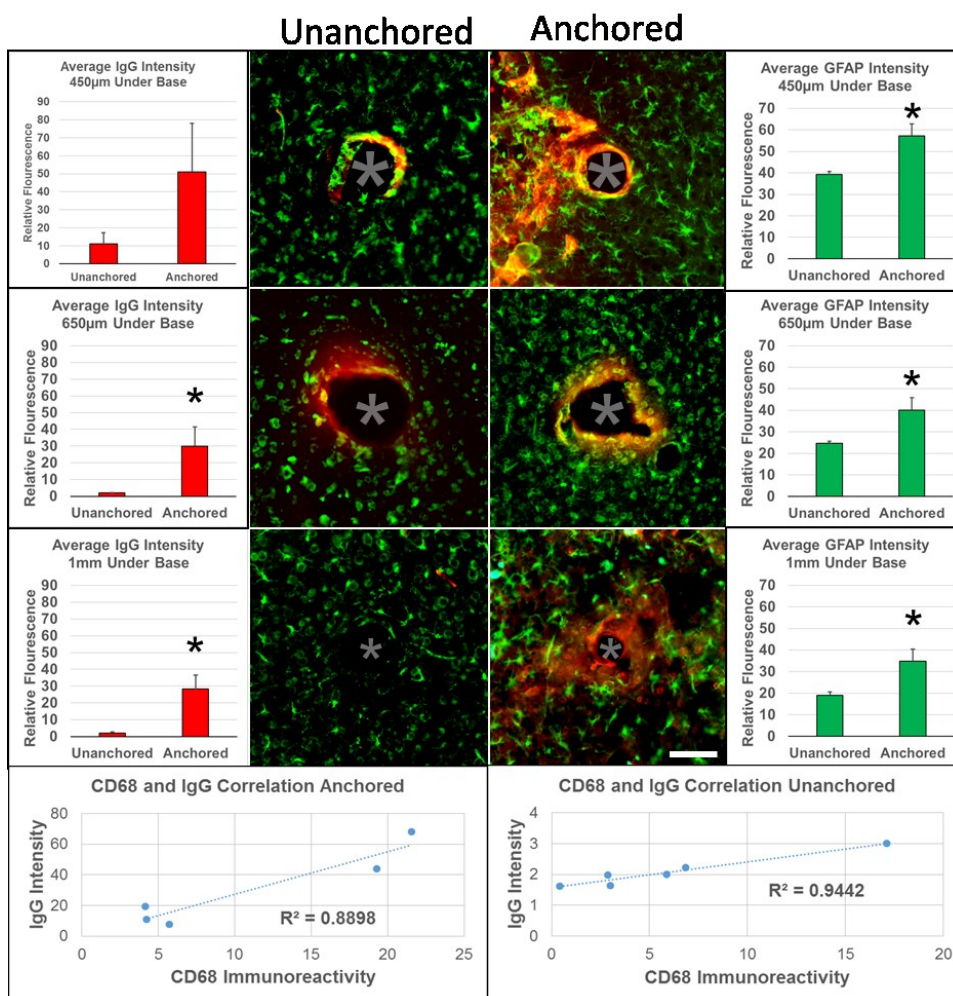 Unanchored
Anchored
Average IgG Intensity
450µm Under Base
Relative Flourescence
90
80
70
60
50
40
30
20
10
0
Unanchored Anchored
*
*
Average GFAP Intensity
450µm Under Base
Relative Flourescence
70
60
50
40
30
20
10
0
*
Unanchored Anchored
Average IgG Intensity
650µm Under Base
Relative Flourescence
90
80
70
60
50
40
30
20
10
0
*
Unanchored Anchored
*
*
Average GFAP Intensity
650µm Under Base
Relative Flourescence
70
60
50
40
30
20
10
0
*
Unanchored Anchored
Average IgG Intensity
1mm Under Base
Relative Flourescence
90
80
70
60
50
40
30
20
10
0
*
Unanchored Anchored
*
*
Average GFAP Intensity
1mm Under Base
Relative Flourescence
70
60
50
40
30
20
10
0
*
Unanchored Anchored
CD68 and IgG Correlation Anchored
IgG Intensity
80
60
40
20
0
R² = 0.8898
0 5 10 15 20 25
CD68 Immunoreactivity
CD68 and IgG Correlation Unanchored
IgG Intensity
4
3
2
1
0
R² = 0.9442
0 5 10 15 20
CD68 Immunoreactivity